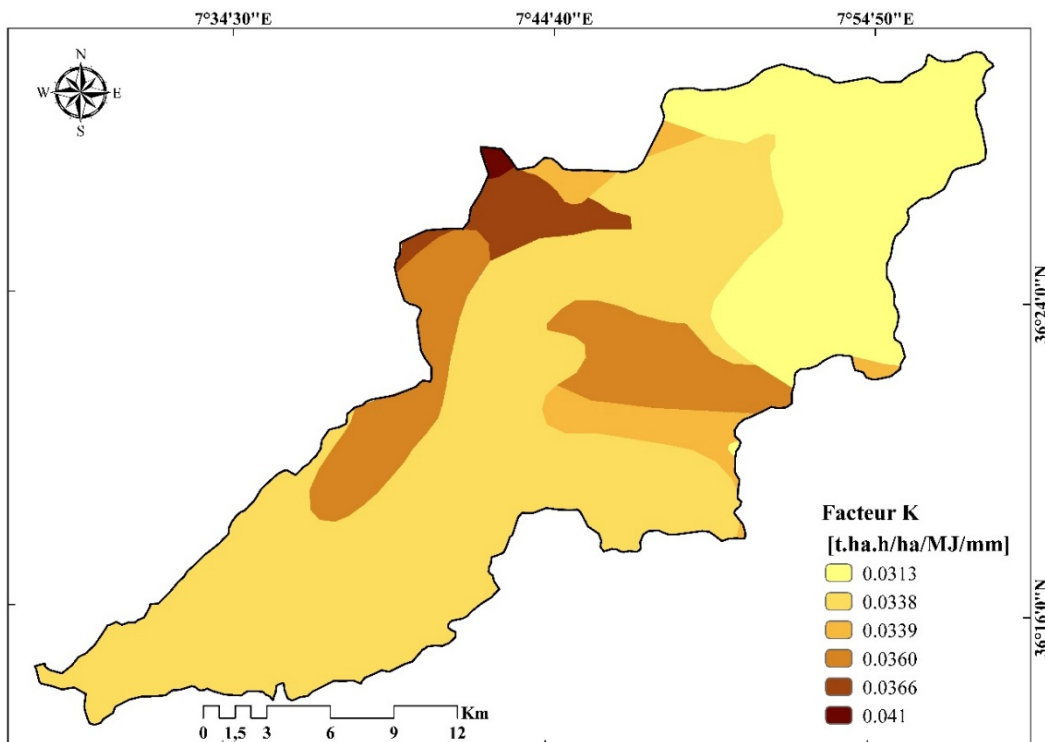 7°34'30"E 7°44'40"E 7°54'50"E
N
W E
S
36°24'0"N
Facteur K
[t.ha.h/ha/MJ/mm]
0.0313
0.0338
0.0339
0.0360
0.0366
0.041
36°16'0"N
Km
0 1,5 3 6 9 12